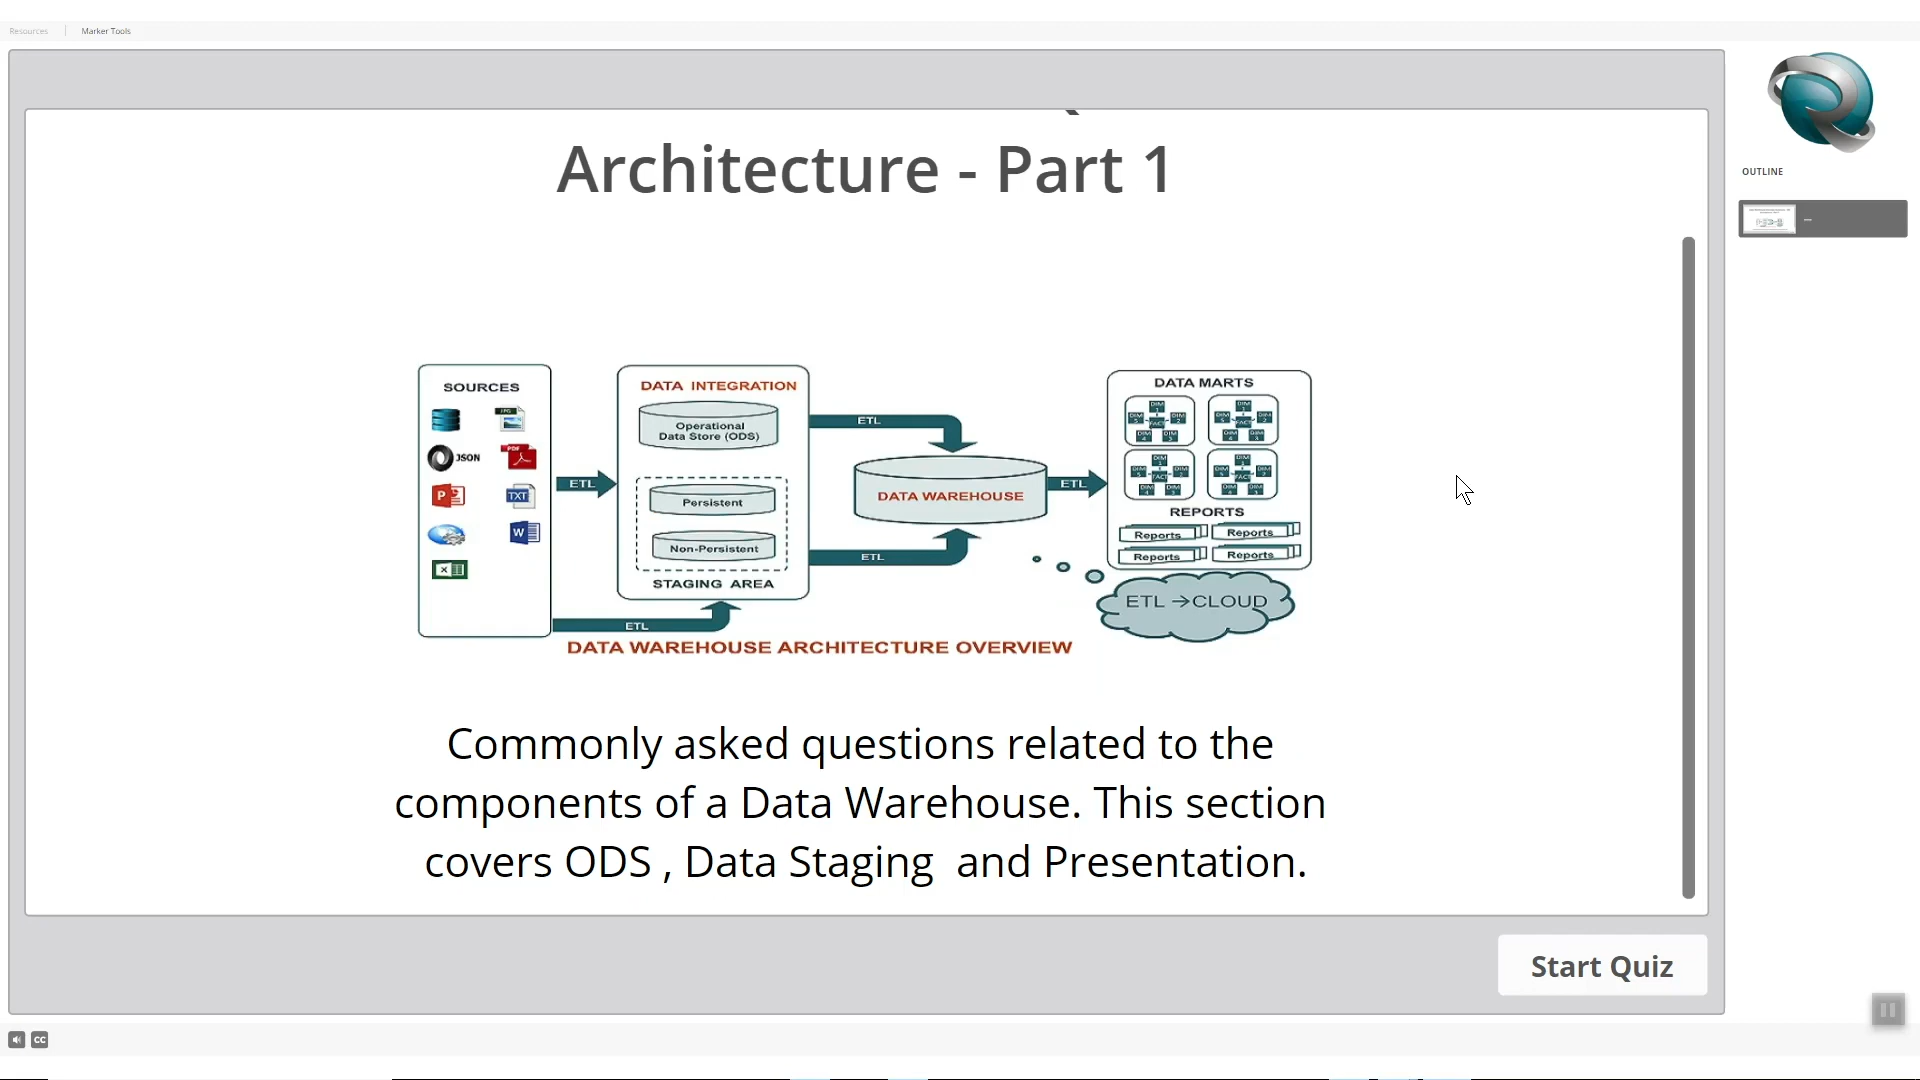 Resources
Marker Tools
Architecture - Part 1
OUTLINE
SOURCES
JPG
JSON
PDF
P
TXT
W
X
ETL
ETL
DATA INTEGRATION
Operational
Data Store (ODS)
Persistent
Non-Persistent
STAGING AREA
ETL
ETL
DATA WAREHOUSE
ETL
DATA MARTS
REPORTS
Reports
Reports
Reports
Reports
ETL →CLOUD
DATA WAREHOUSE ARCHITECTURE OVERVIEW
Commonly asked questions related to the
components of a Data Warehouse. This section
covers ODS , Data Staging and Presentation.
Start Quiz
CC